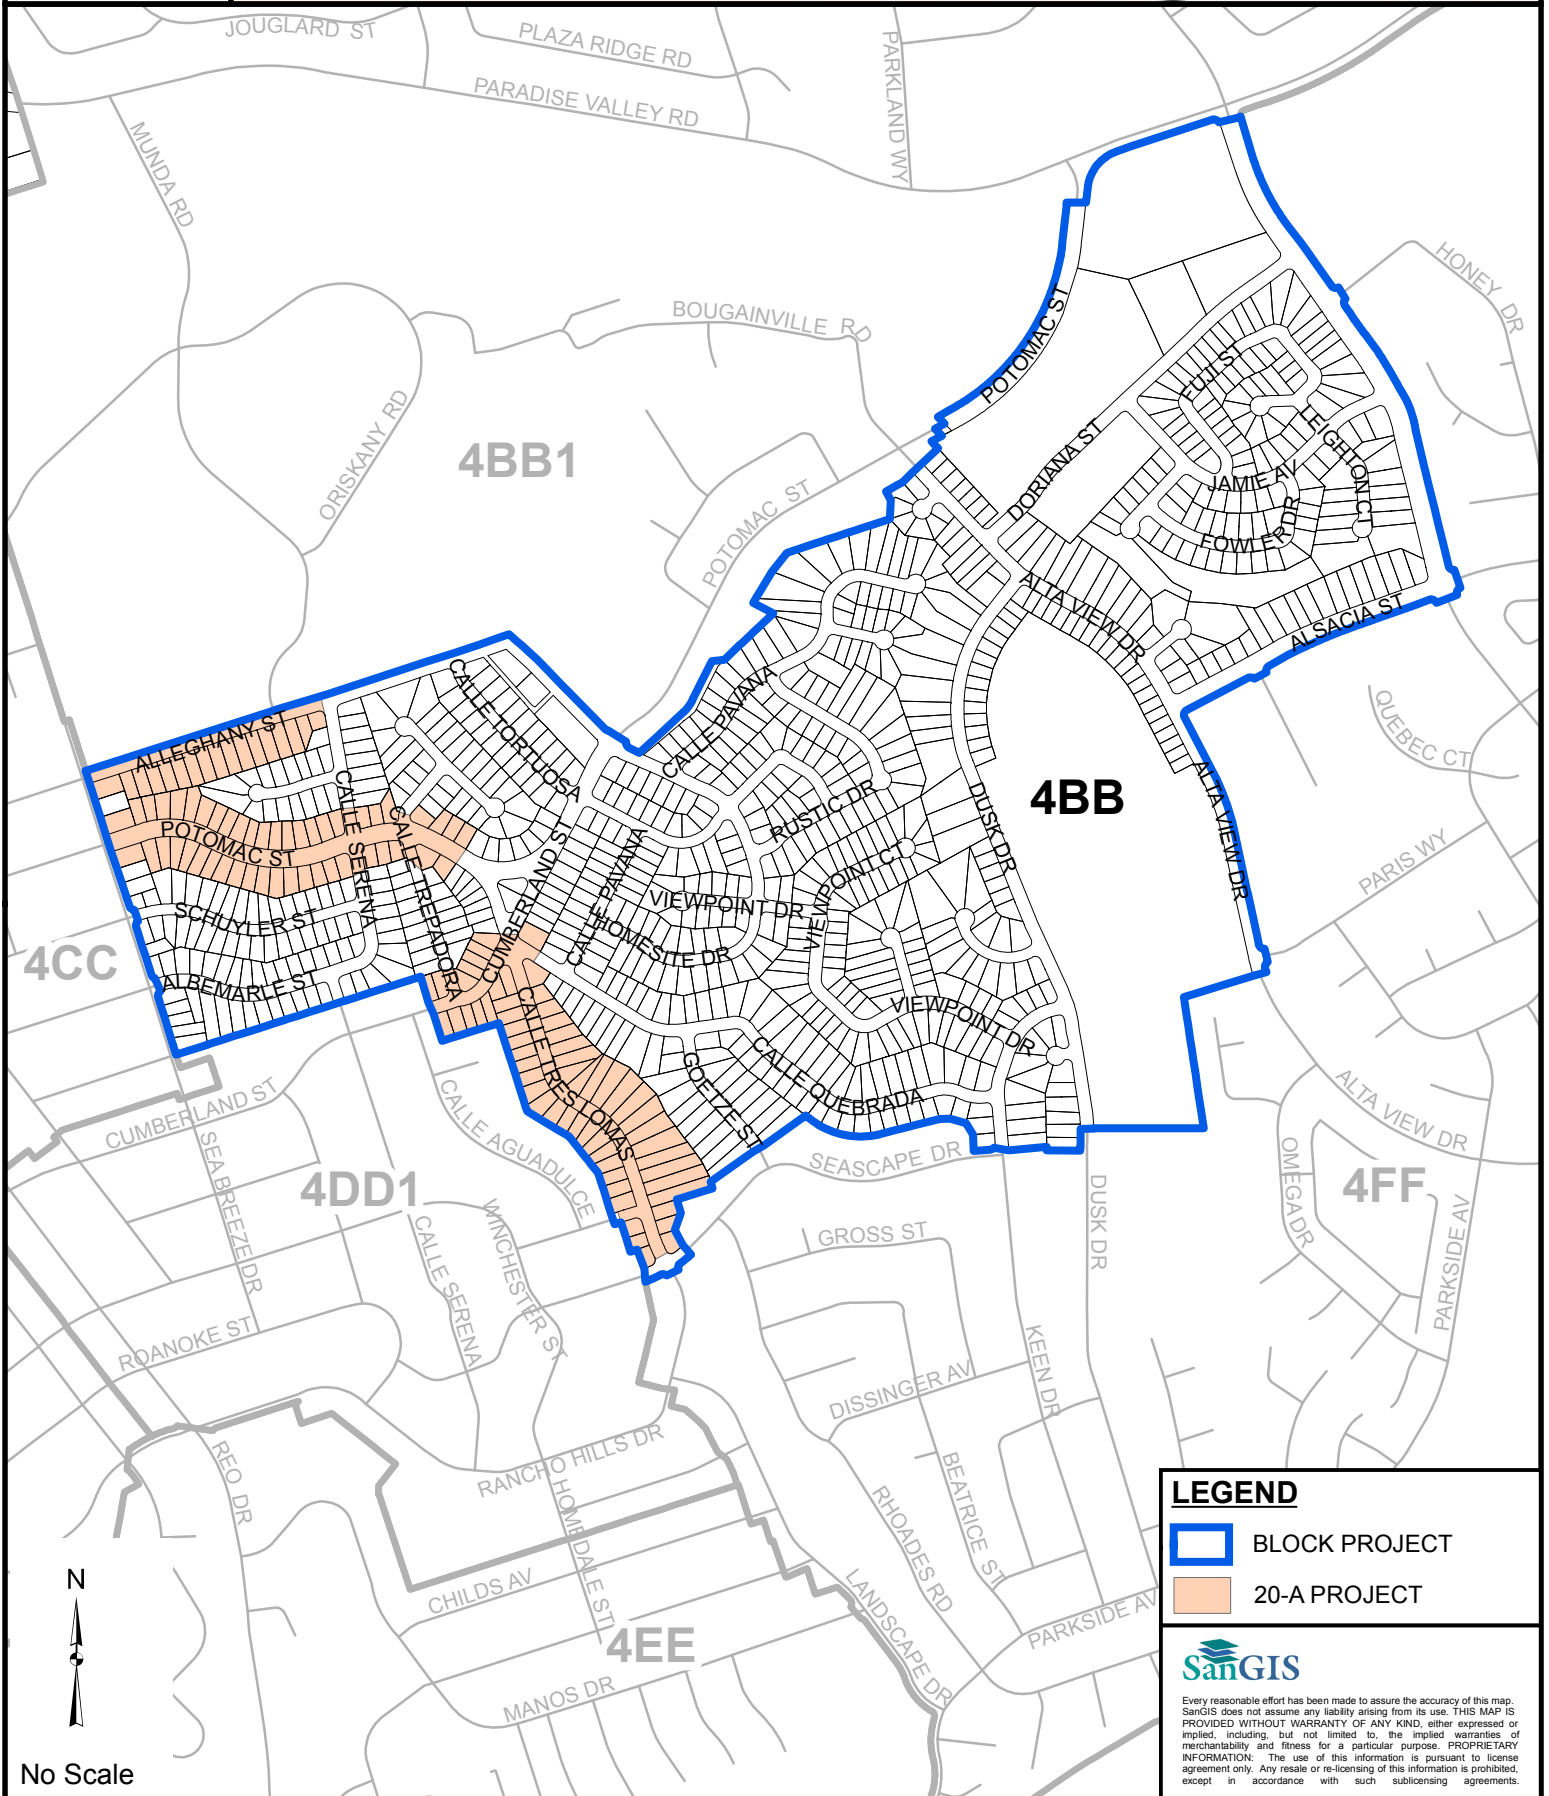 JOUGLARD ST
PLAZA RIDGE RD
PARADISE VALLEY RD
PARKLAND WY
MUNDA RD
HONEY DR
BOUGAINVILLE RD
POTOMAC ST
FUJI ST
ORISKANY RD
4BB1
LEIGHTON CT
DORIANA ST
JAMIE AV
POTOMAC ST
FOWLER DR
ALTA VIEW DR
ALSACIA ST
CALLE TORTUOSA
CALLE PAVANA
QUEBEC CT
ALLEGHANY ST
4BB
CALLE SERENA
CALLE TREPADORA
RUSTIC DR
DUSK DR
ALTA VIEW DR
POTOMAC ST
CUMBERLAND ST
CALLE PAVANA
VIEWPOINT CT
PARIS WY
VIEWPOINT DR
SCHUYLER ST
HOMESITE DR
4CC
ALBEMARLE ST
VIEWPOINT DR
CALLE TRES LOMAS
GOETZE ST
CALLE QUEBRADA
CUMBERLAND ST
CALLE AGUADULCE
ALTA VIEW DR
SEA BREEZE DR
SEASCAPE DR
OMEGA DR
4DD1
4FF
DUSK DR
WINCHESTER ST
CALLE SERENA
GROSS ST
PARKSIDE AV
ROANOKE ST
KEEN DR
DISSINGER AV
RANCHO HILLS DR
REO DR
HOMEDALE ST
BEATRICE ST
RHOADES RD
LEGEND
BLOCK PROJECT
20-A PROJECT
N
CHILDS AV
LANDSCAPE DR
PARKSIDE AV
4EE
MANOS DR
No Scale
SanGIS
Every reasonable effort has been made to assure the accuracy of this map.
SanGIS does not assume any liability arising from its use. THIS MAP IS
PROVIDED WITHOUT WARRANTY OF ANY KIND, either expressed or
implied, including, but not limited to, the implied warranties of
merchantability and fitness for a particular purpose. PROPRIETARY
INFORMATION: The use of this information is pursuant to license
agreement only. Any resale or re-licensing of this information is prohibited,
except in accordance with such sublicensing agreements.